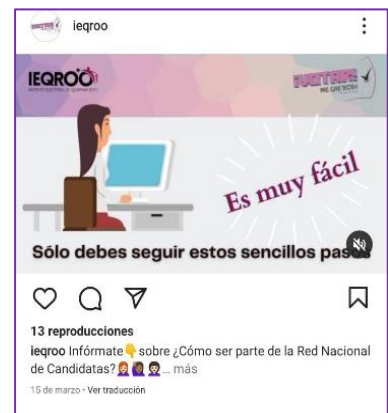 ieqroo
IEQROO
Es muy fácil
Sólo debes seguir estos sencillos pasos
13 reproducciones
ieqroo Infórmate👇 sobre ¿Cómo ser parte de la Red Nacional
de Candidatas?👩‍🦰🙋🏾‍♀️👩🏻‍🦱... más
15 de marzo · Ver traducción